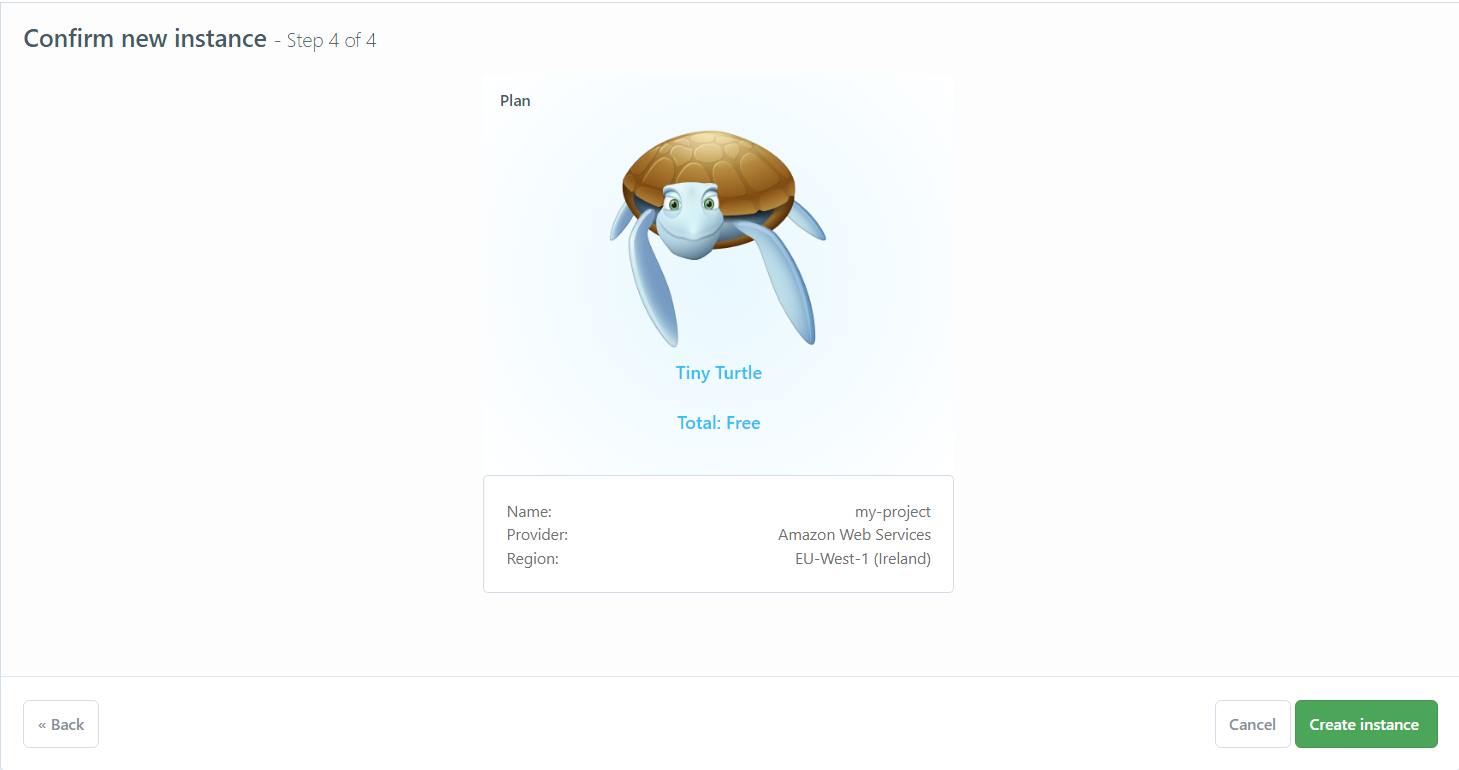 Confirm new instance - Step 4 of 4
Plan
Tiny Turtle
Total: Free
Name: my-project
Provider: Amazon Web Services
Region: EU-West-1 (Ireland)
« Back Cancel Create instance